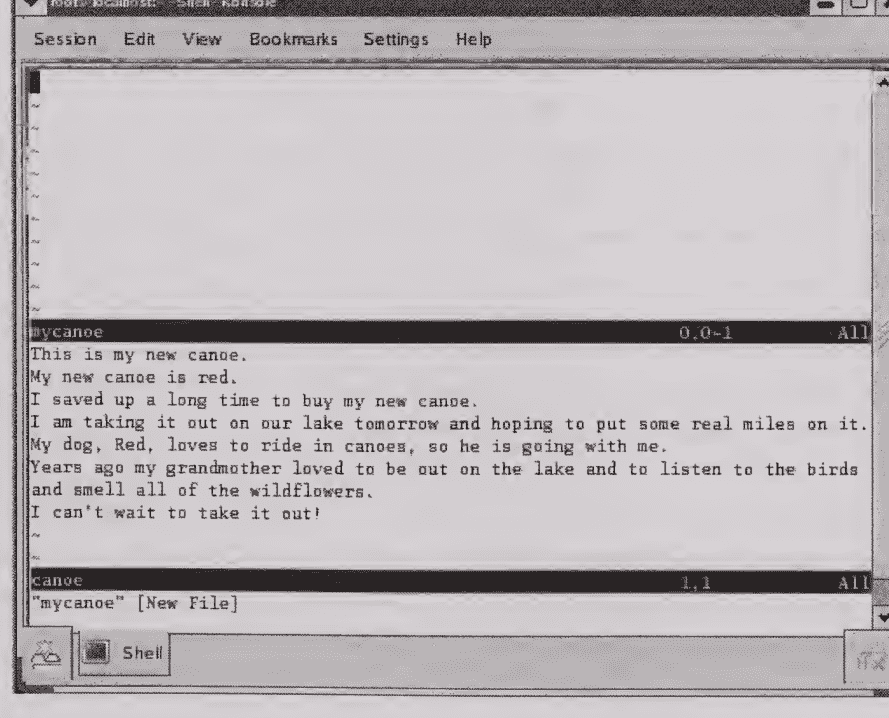 Session Edit View Bookmarks Settings Help
~
~
~
~
~
~
~
~
~
~
mycanoe 0,0-1 All
This is my new canoe.
My new canoe is red.
I saved up a long time to buy my new canoe.
I am taking it out on our lake tomorrow and hoping to put some real miles on it.
My dog, Red, loves to ride in canoes, so he is going with me.
Years ago my grandmother loved to be out on the lake and to listen to the birds
and smell all of the wildflowers.
I can't wait to take it out!
~
~
canoe 1,1 All
"mycanoe" [New File]
Shell